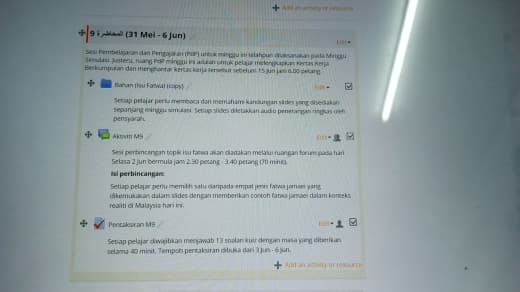 Add an activity or resource
المحاضرة 9 (31 Mei - 6 Jun)
Edit
Sesi Pembelajaran dan Pengajaran (PdP) untuk minggu ini telahpun dilaksanakan pada Minggu
Simulasi. Justeru, ruang PdP minggu ini adalah untuk pelajar melengkapkan Kertas Kerja
Berkumpulan dan menghantar kertas kerja tersebut sebelum 15 Jun jam 6.00 petang.
Bahan (Isu Fatwa) (copy)
Edit
Setiap pelajar perlu membaca dan memahami kandungan slides yang disediakan
sepanjang minggu simulasi. Setiap slides diletakkan audio penerangan ringkas oleh
pensyarah.
Aktiviti M9
Edit
Sesi perbincangan topik isu fatwa akan diadakan melalui ruangan forum pada hari
Selasa 2 Jun bermula jam 2.30 petang - 3.40 petang (70 minit).
Isi perbincangan:
Setiap pelajar perlu memilih satu daripada empat jenis fatwa jamaei yang
dikemukakan dalam slides dengan memberikan contoh fatwa jamaei dalam konteks
realiti di Malaysia hari ini.
Pentaksiran M9
Edit
Setiap pelajar diwajibkan menjawab 13 soalan kuiz dengan masa yang diberikan
selama 40 minit. Tempoh pentaksiran dibuka dari 3 Jun - 6 Jun.
Add an activity or resource